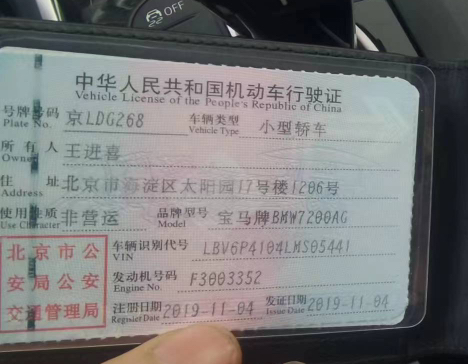 OFF
中华人民共和国机动车行驶证
Vehicle License of the People's Republic of China
号牌号码 京LDG268 车辆类型 小型轿车
Plate No. Vehicle Type
所有人 王进喜
Owner
住址 北京市海淀区太阳园17号楼1206号
Address
使用性质 非营运 品牌型号 宝马牌BMW7200AG
Use Character Model
北京市公安局公安交通管理局
车辆识别代号 LBV6P4104LMS05441
VIN
发动机号码 F3003352
Engine No.
注册日期 2019-11-04 发证日期 2019-11-04
Register Date Issue Date